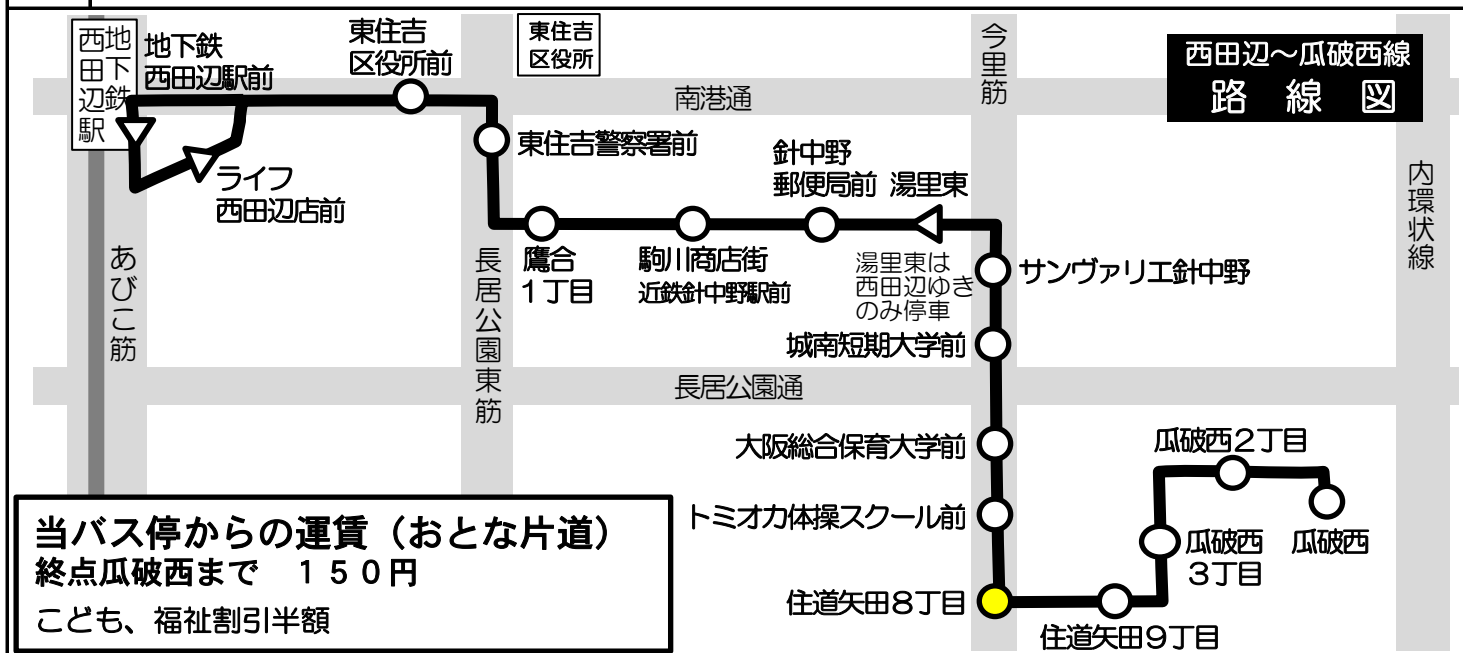 西田辺～瓜破西線
路線図
地下鉄
西田辺駅
地下鉄
西田辺駅前
東住吉
区役所前
東住吉
区役所
南港通
今里筋
内環状線
東住吉警察署前
ライフ
西田辺店前
あびこ筋
長居公園東筋
鷹合
1丁目
駒川商店街
近鉄針中野駅前
針中野
郵便局前
湯里東
湯里東は
西田辺ゆき
のみ停車
サンヴァリエ針中野
城南短期大学前
長居公園通
大阪総合保育大学前
トミオカ体操スクール前
住道矢田8丁目
住道矢田9丁目
瓜破西
3丁目
瓜破西2丁目
瓜破西
当バス停からの運賃（おとな片道）
終点瓜破西まで　150円
こども、福祉割引半額